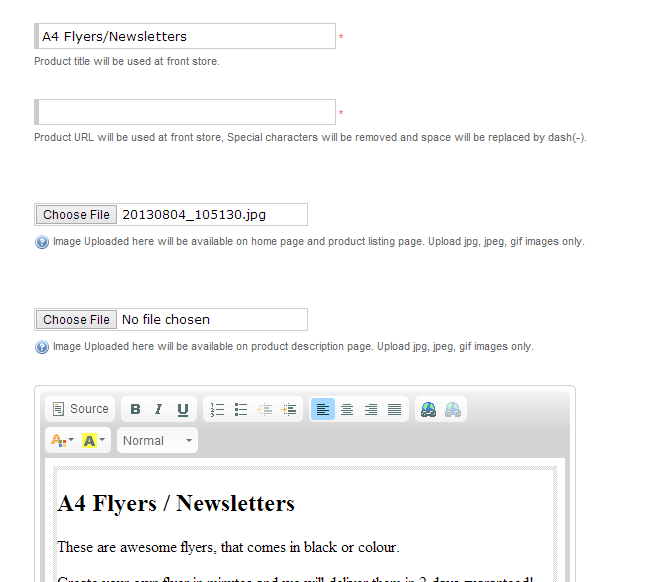 A4 Flyers/Newsletters *
Product title will be used at front store.
*
Product URL will be used at front store, Special characters will be removed and space will be replaced by dash(-).
Choose File 20130804_105130.jpg
? Image Uploaded here will be available on home page and product listing page. Upload jpg, jpeg, gif images only.
Choose File No file chosen
? Image Uploaded here will be available on product description page. Upload jpg, jpeg, gif images only.
Source B I U
A A Normal
A4 Flyers / Newsletters
These are awesome flyers, that comes in black or colour.
Create your own flyer in minutes and we will deliver them in 2 days guranteed!